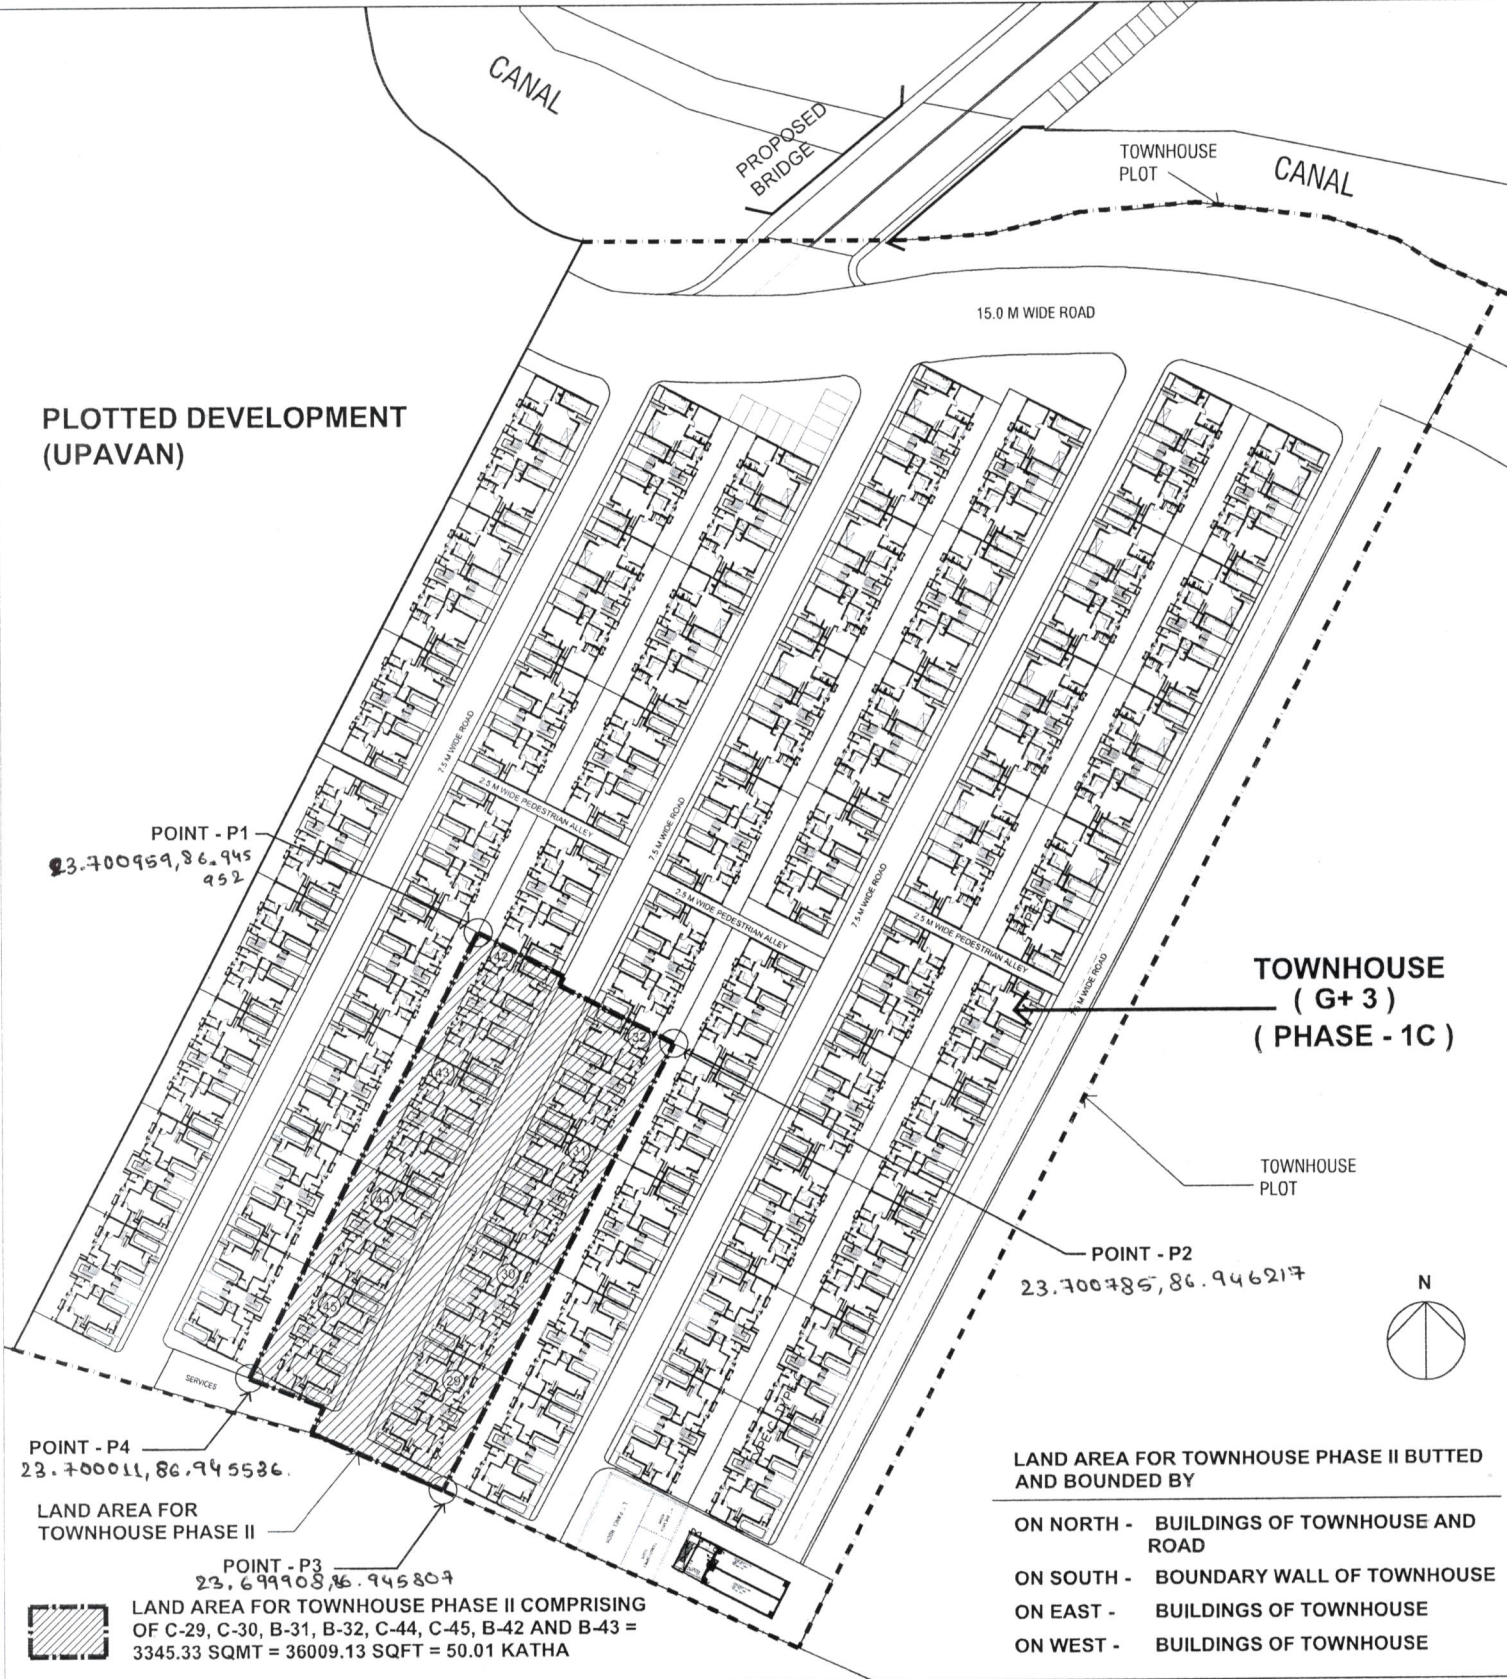 CANAL
PROPOSED
BRIDGE
TOWNHOUSE
PLOT
CANAL
15.0 M WIDE ROAD
PLOTTED DEVELOPMENT
(UPAVAN)
7.5 M WIDE ROAD
2.5 M WIDE PEDESTRIAN ALLEY
7.5 M WIDE ROAD
POINT - P1
23.700959,86.945
952
2.5 M WIDE PEDESTRIAN ALLEY
7.5 M WIDE ROAD
2.5 M WIDE PEDESTRIAN ALLEY
M WIDE ROAD
42
32
TOWNHOUSE
( G+ 3 )
( PHASE - 1C )
43
31
44
TOWNHOUSE
PLOT
30
45
POINT - P2
23.700785,86.946217
N
29
SERVICES
POINT - P4
23.700011,86.945536.
LAND AREA FOR
TOWNHOUSE PHASE II
POINT - P3
23.699908,86.945807
LAND AREA FOR TOWNHOUSE PHASE II COMPRISING
OF C-29, C-30, B-31, B-32, C-44, C-45, B-42 AND B-43 =
3345.33 SQMT = 36009.13 SQFT = 50.01 KATHA
LAND AREA FOR TOWNHOUSE PHASE II BUTTED
AND BOUNDED BY
ON NORTH - BUILDINGS OF TOWNHOUSE AND
ROAD
ON SOUTH - BOUNDARY WALL OF TOWNHOUSE
ON EAST - BUILDINGS OF TOWNHOUSE
ON WEST - BUILDINGS OF TOWNHOUSE